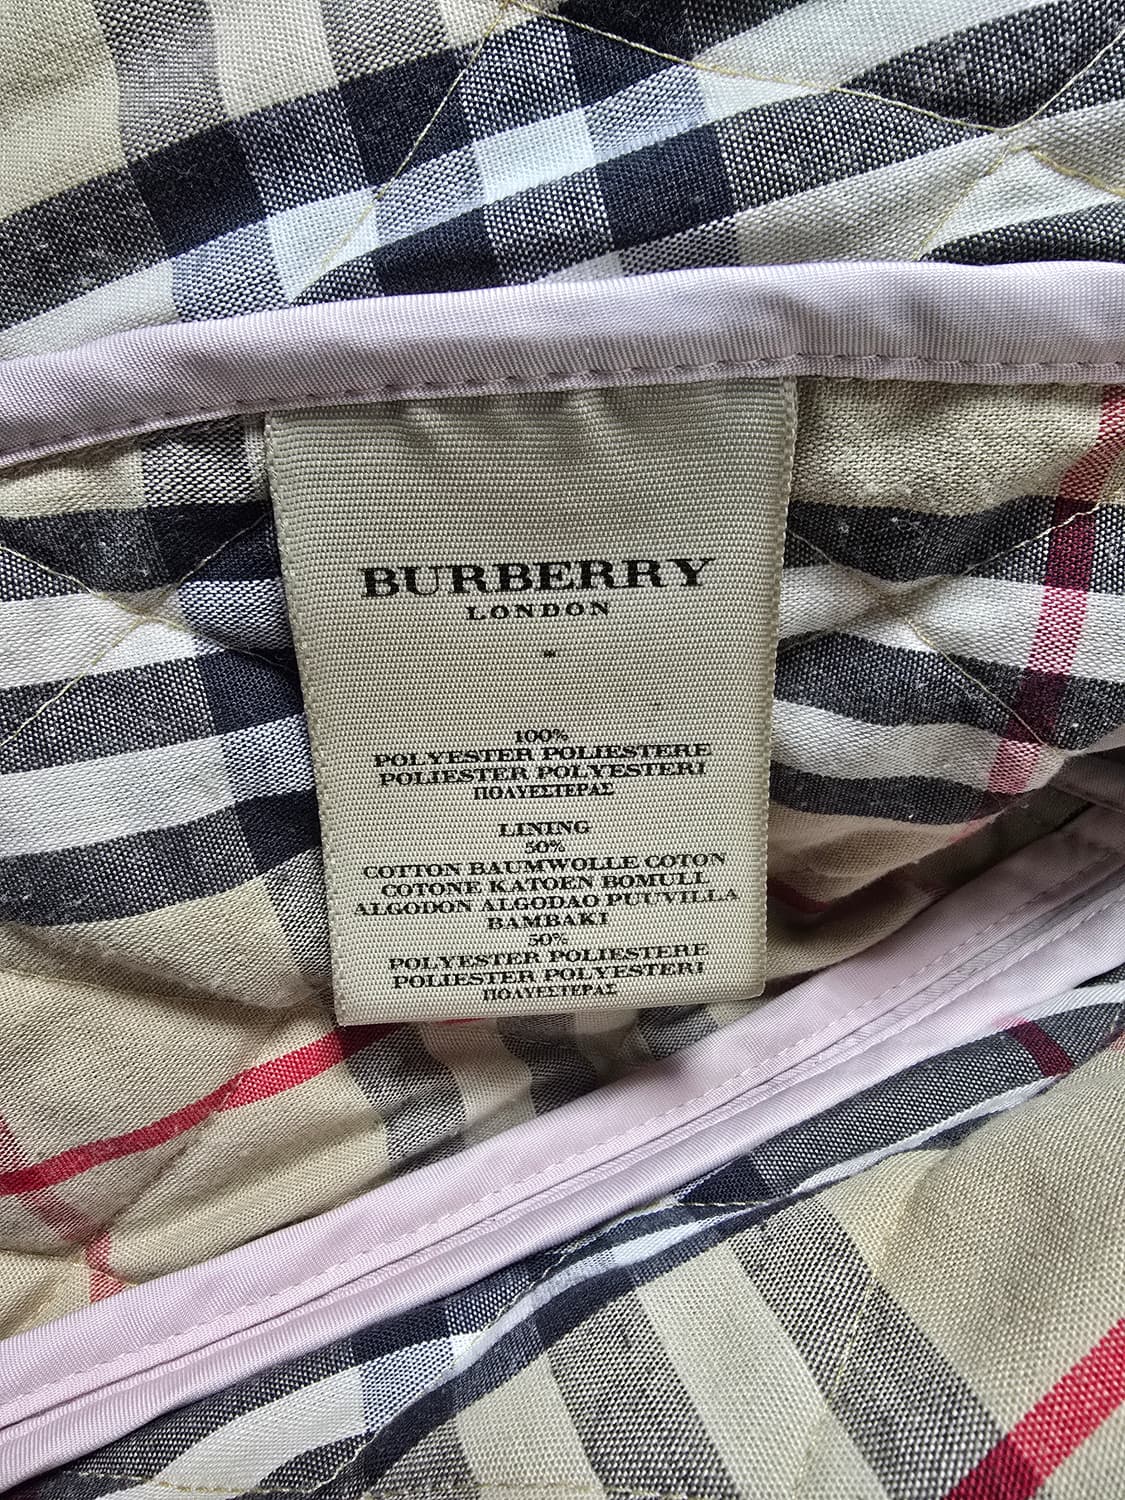 BURBERRY
LONDON
100%
POLYESTER POLIESTERE
POLIESTER POLYESTERI
ΠΟΛΥΕΣΤΕΡΑΣ
LINING
50%
COTTON BAUMWOLLE COTON
COTONE KATOEN BOMULL
ALGODON ALGODAO PUUVILLA
BAMBAKI
50%
POLYESTER POLIESTERE
POLIESTER POLYESTERI
ΠΟΛΥΕΣΤΕΡΑΣ